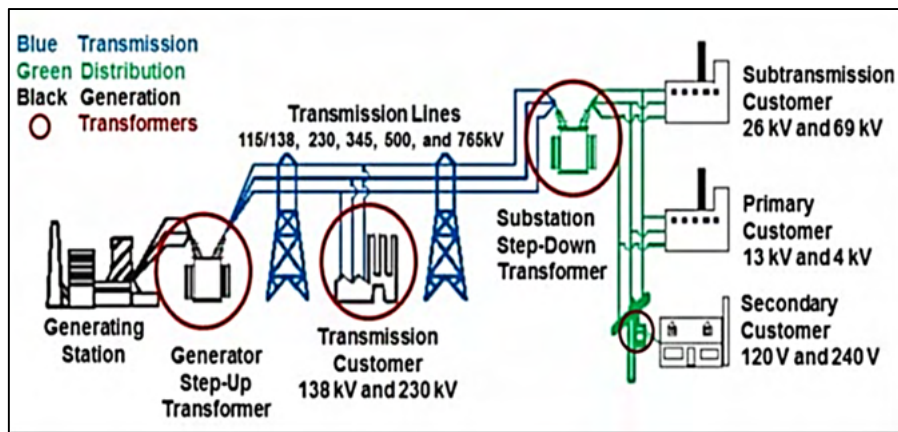 Blue Transmission
Green Distribution
Black Generation
Transformers
Transmission Lines
115/138, 230, 345, 500, and 765kV
Generating
Station
Generator
Step-Up
Transformer
Transmission
Customer
138 kV and 230 kV
Substation
Step-Down
Transformer
Subtransmission
Customer
26 kV and 69 kV
Primary
Customer
13 kV and 4 kV
Secondary
Customer
120 V and 240 V